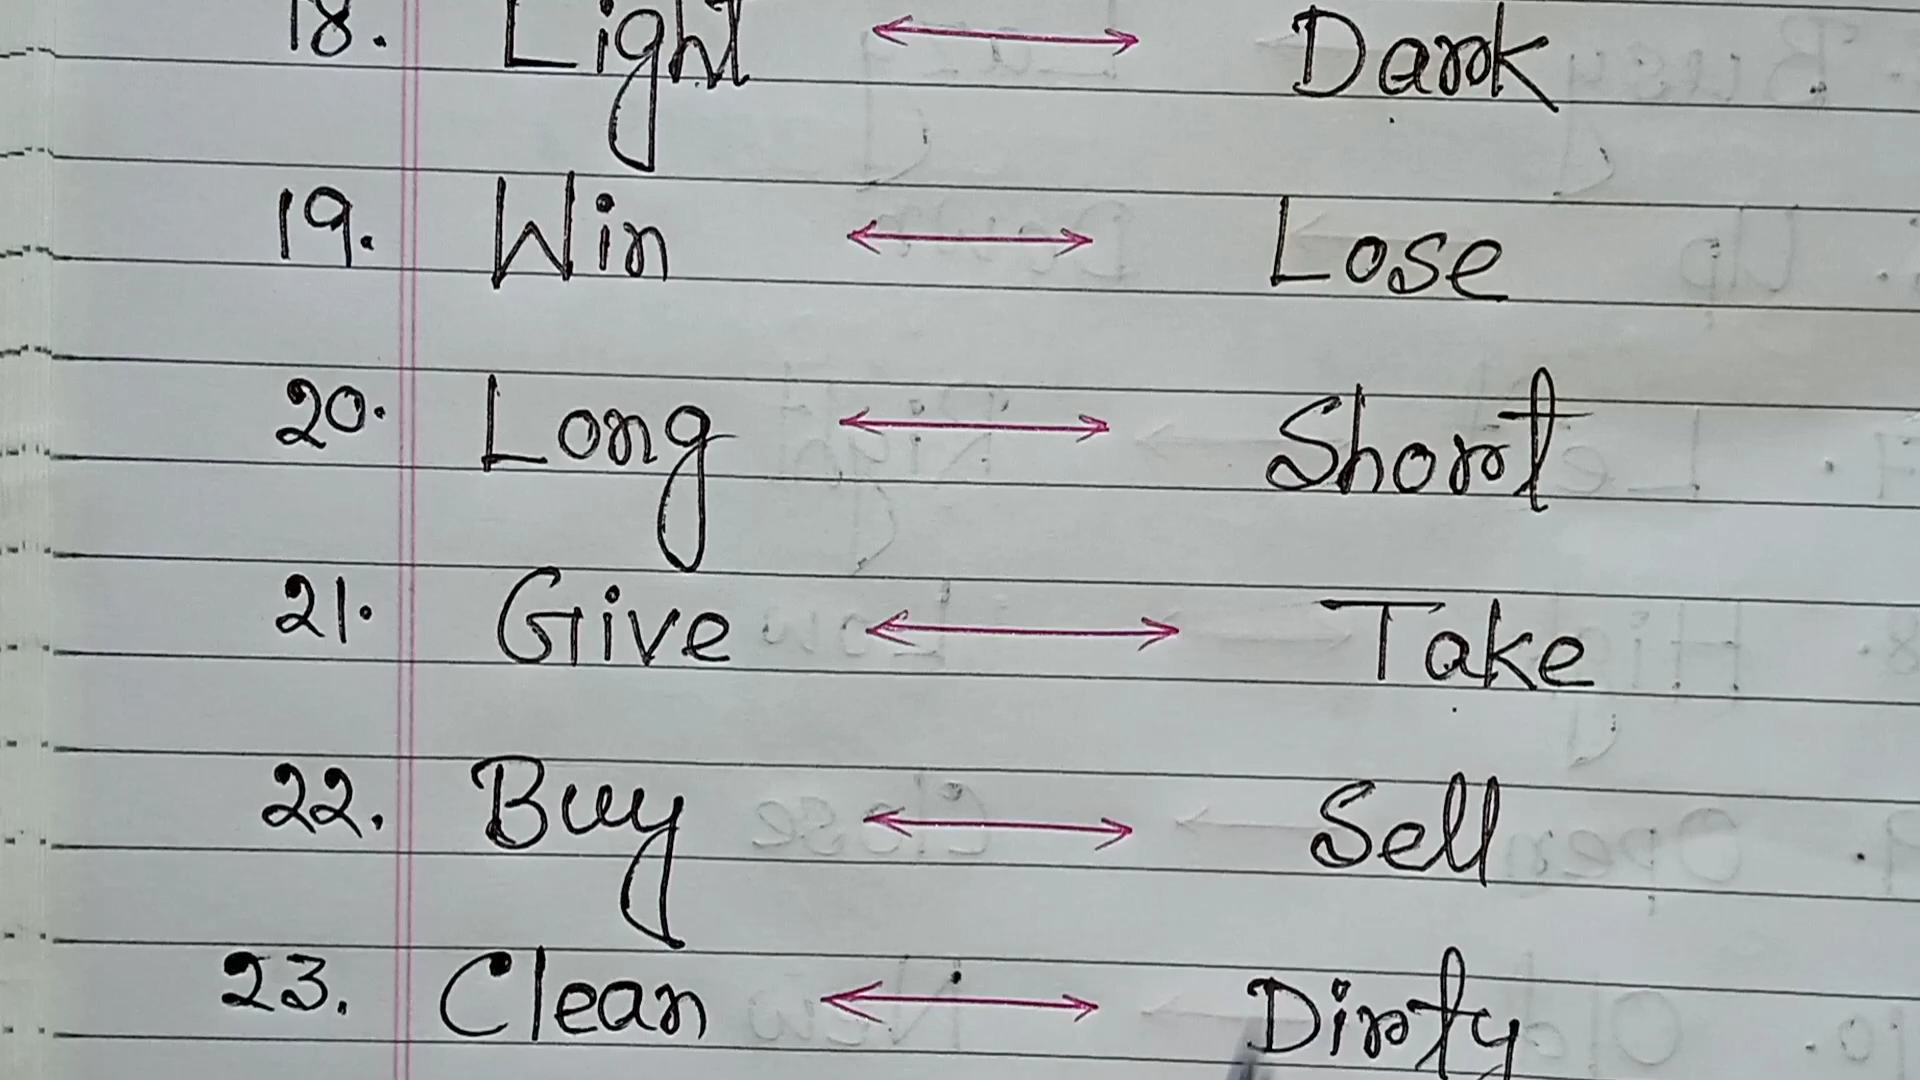 18. Light ↔ Dark
19. Win ↔ Lose
20. Long ↔ Short
21. Give ↔ Take
22. Buy ↔ Sell
23. Clean ↔ Dirty